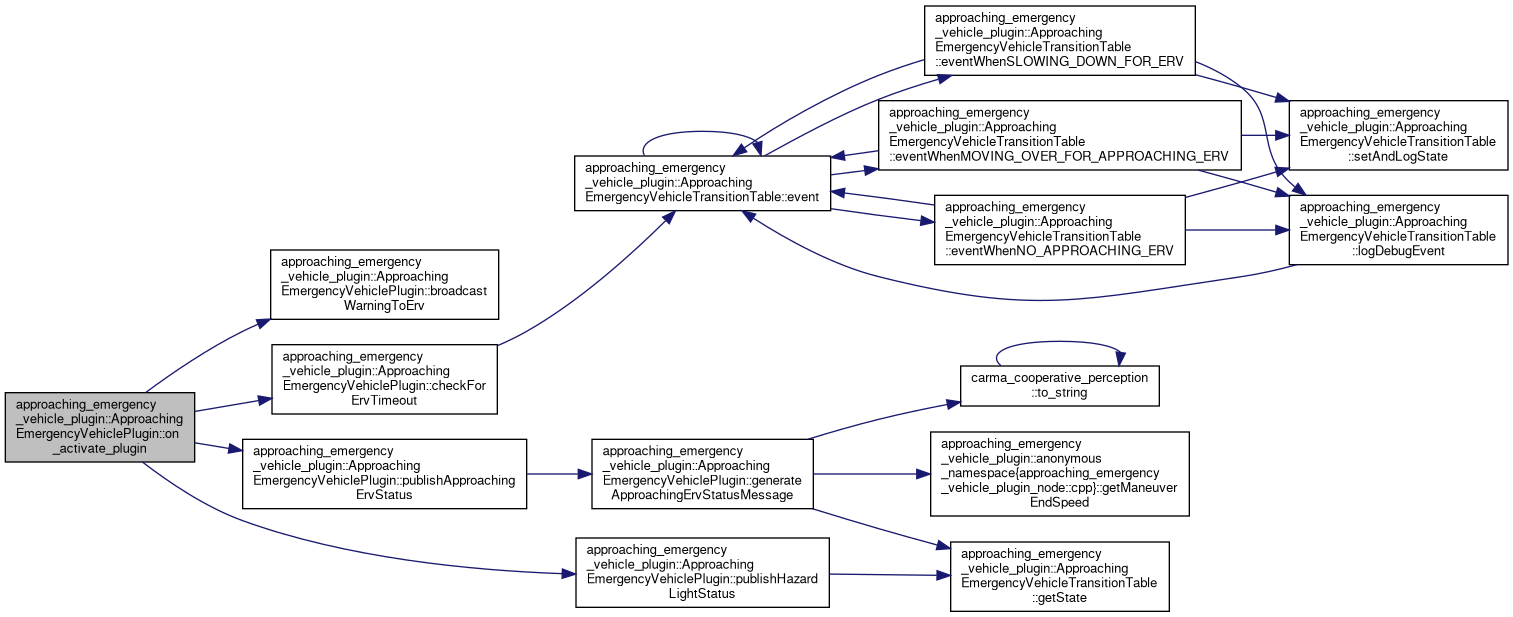 approaching_emergency
_vehicle_plugin::Approaching
EmergencyVehiclePlugin::on
_activate_plugin
approaching_emergency
_vehicle_plugin::Approaching
EmergencyVehiclePlugin::broadcast
WarningToErv
approaching_emergency
_vehicle_plugin::Approaching
EmergencyVehiclePlugin::checkFor
ErvTimeout
approaching_emergency
_vehicle_plugin::Approaching
EmergencyVehicleTransitionTable::event
approaching_emergency
_vehicle_plugin::Approaching
EmergencyVehicleTransitionTable
::eventWhenSLOWING_DOWN_FOR_ERV
approaching_emergency
_vehicle_plugin::Approaching
EmergencyVehicleTransitionTable
::eventWhenMOVING_OVER_FOR_APPROACHING_ERV
approaching_emergency
_vehicle_plugin::Approaching
EmergencyVehicleTransitionTable
::eventWhenNO_APPROACHING_ERV
approaching_emergency
_vehicle_plugin::Approaching
EmergencyVehicleTransitionTable
::setAndLogState
approaching_emergency
_vehicle_plugin::Approaching
EmergencyVehicleTransitionTable
::logDebugEvent
approaching_emergency
_vehicle_plugin::Approaching
EmergencyVehiclePlugin::publishApproaching
ErvStatus
approaching_emergency
_vehicle_plugin::Approaching
EmergencyVehiclePlugin::generate
ApproachingErvStatusMessage
carma_cooperative_perception
::to_string
approaching_emergency
_vehicle_plugin::anonymous
_namespace{approaching_emergency
_vehicle_plugin_node::cpp}::getManeuver
EndSpeed
approaching_emergency
_vehicle_plugin::Approaching
EmergencyVehicleTransitionTable
::getState
approaching_emergency
_vehicle_plugin::Approaching
EmergencyVehiclePlugin::publishHazard
LightStatus